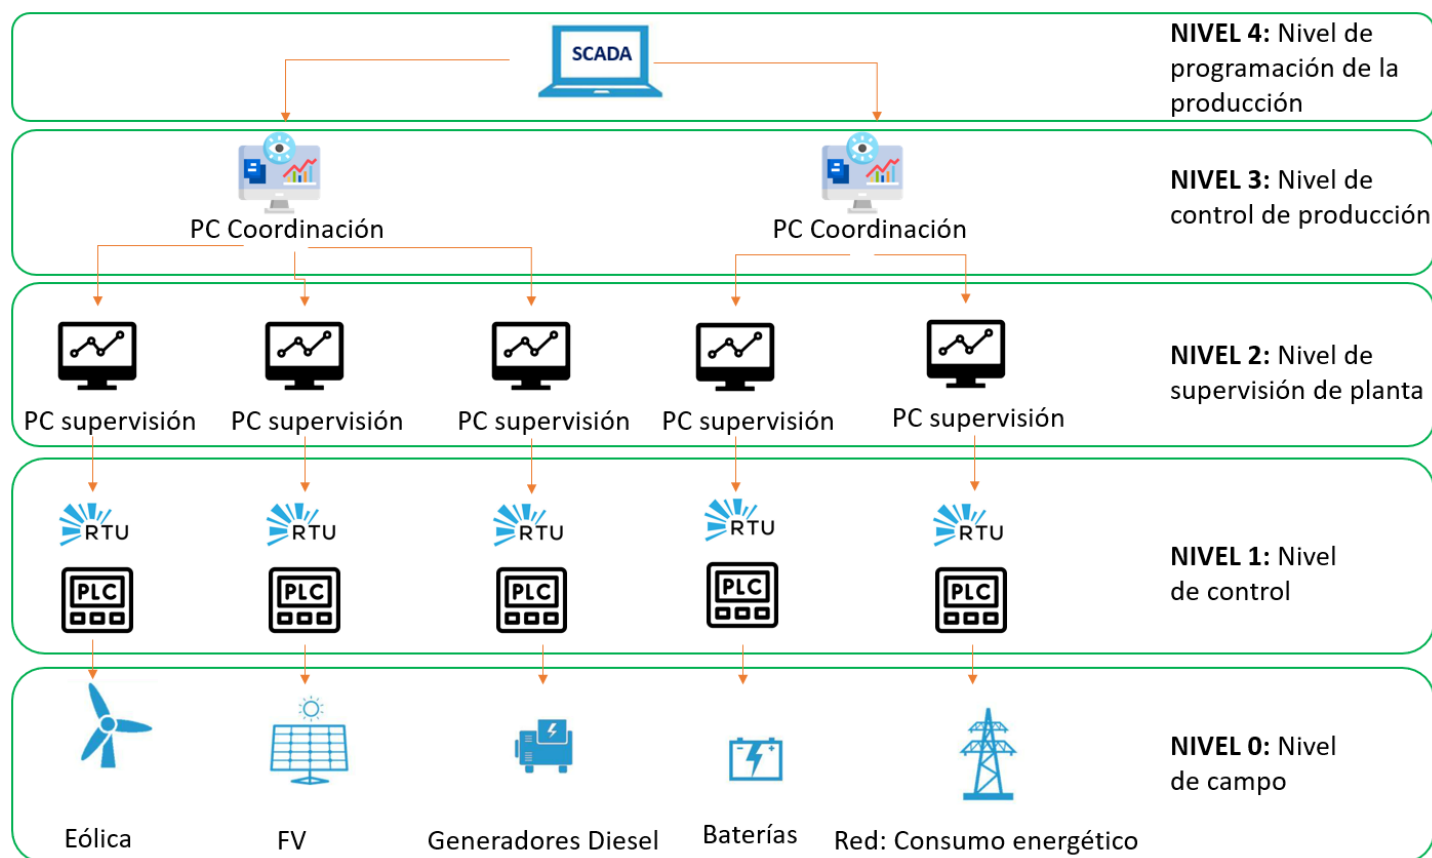 SCADA
NIVEL 4: Nivel de
programación de la
producción
PC Coordinación
PC Coordinación
NIVEL 3: Nivel de
control de producción
PC supervisión
PC supervisión
PC supervisión
PC supervisión
PC supervisión
NIVEL 2: Nivel de
supervisión de planta
RTU
RTU
RTU
RTU
RTU
PLC
PLC
PLC
PLC
PLC
NIVEL 1: Nivel
de control
Eólica
FV
Generadores Diesel
Baterías
Red: Consumo energético
NIVEL 0: Nivel
de campo